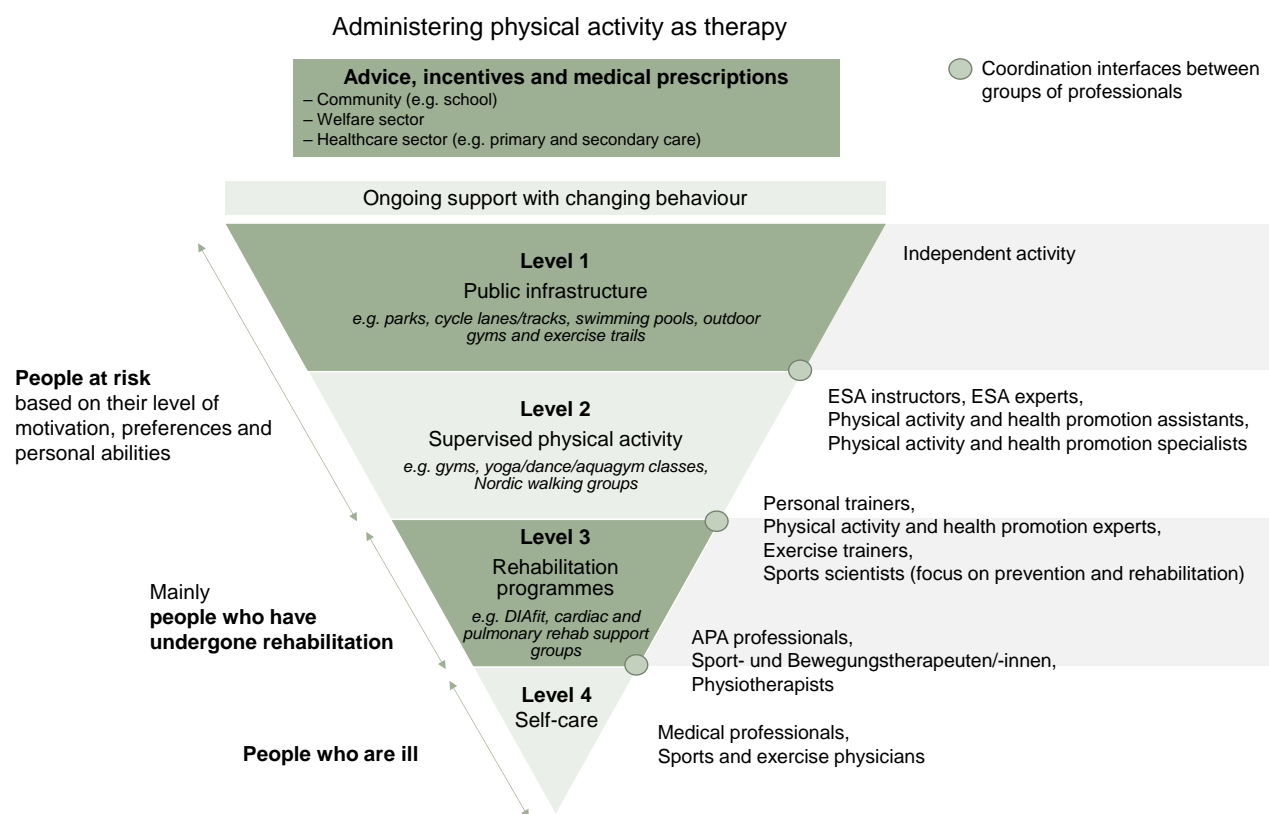 Administering physical activity as therapy
Advice, incentives and medical prescriptions
– Community (e.g. school)
– Welfare sector
– Healthcare sector (e.g. primary and secondary care)
Coordination interfaces between
groups of professionals
Ongoing support with changing behaviour
Level 1
Public infrastructure
e.g. parks, cycle lanes/tracks, swimming pools, outdoor
gyms and exercise trails
Independent activity
People at risk
based on their level of
motivation, preferences and
personal abilities
Level 2
Supervised physical activity
e.g. gyms, yoga/dance/aquagym classes,
Nordic walking groups
ESA instructors, ESA experts,
Physical activity and health promotion assistants,
Physical activity and health promotion specialists
Personal trainers,
Physical activity and health promotion experts,
Exercise trainers,
Sports scientists (focus on prevention and rehabilitation)
Level 3
Rehabilitation
programmes
e.g. DIAfit, cardiac and
pulmonary rehab support
groups
Mainly
people who have
undergone rehabilitation
APA professionals,
Sport- und Bewegungstherapeuten/-innen,
Physiotherapists
Level 4
Self-care
People who are ill
Medical professionals,
Sports and exercise physicians